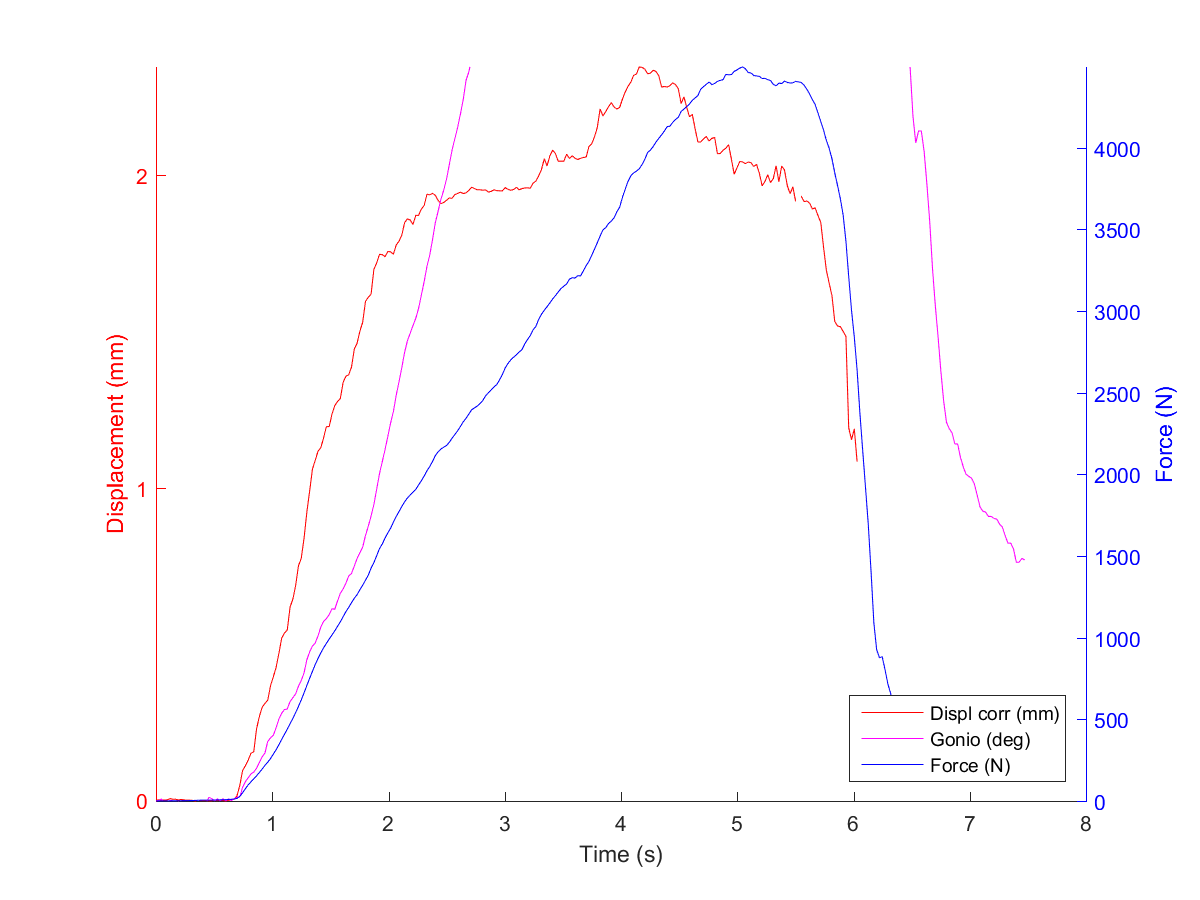 Displacement (mm)
2
1
0
4000
3500
3000
2500
2000
1500
1000
500
0
Force (N)
Displ corr (mm)
Gonio (deg)
Force (N)
0 1 2 3 4 5 6 7 8
Time (s)